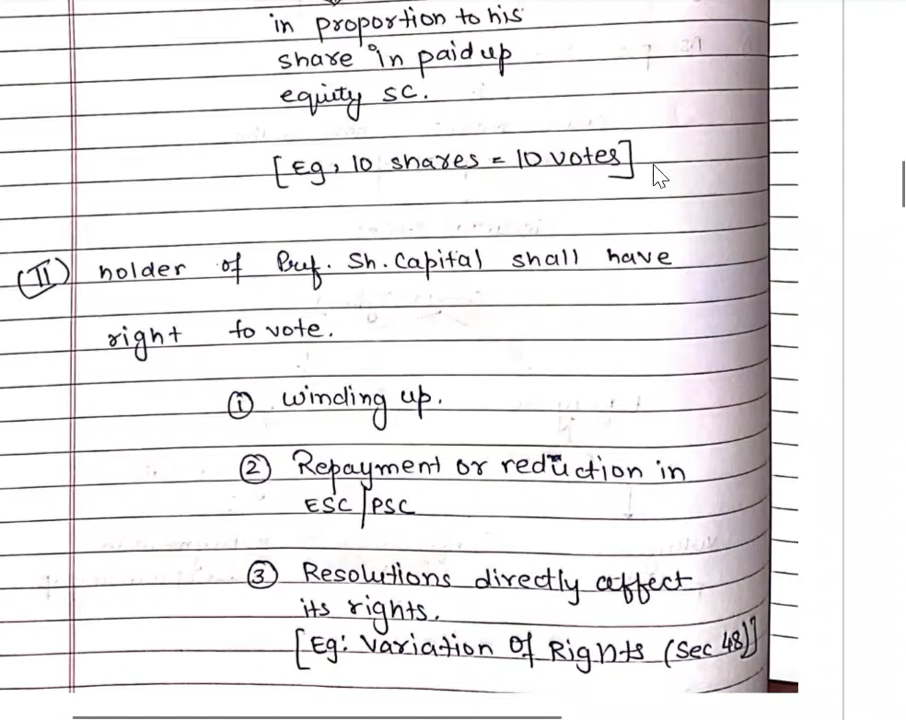 in proportion to his
share in paid up
equity SC.
[Eg, 10 shares = 10 votes]
(II) holder of Pref. Sh. Capital shall have
right to vote.
① winding up.
② Repayment or reduction in
ESC/PSC
③ Resolutions directly affect
its rights.
[Eg: Variation of Rights (Sec 48)]